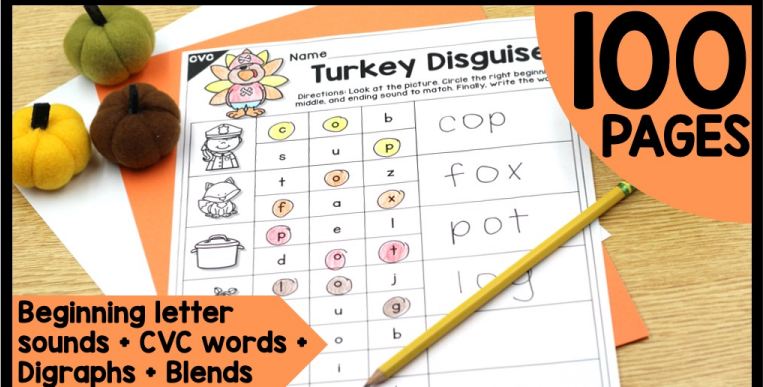 CVC
Name
Turkey Disguise
Directions: Look at the picture. Circle the right beginning,
middle, and ending sound to match. Finally, write the
100
PAGES
c o b
cop
s u p
t o z
fox
f a x
p e l
pot
d o t
l o j
log
u g
o b
i
Beginning letter
sounds + CVC words +
Digraphs + Blends